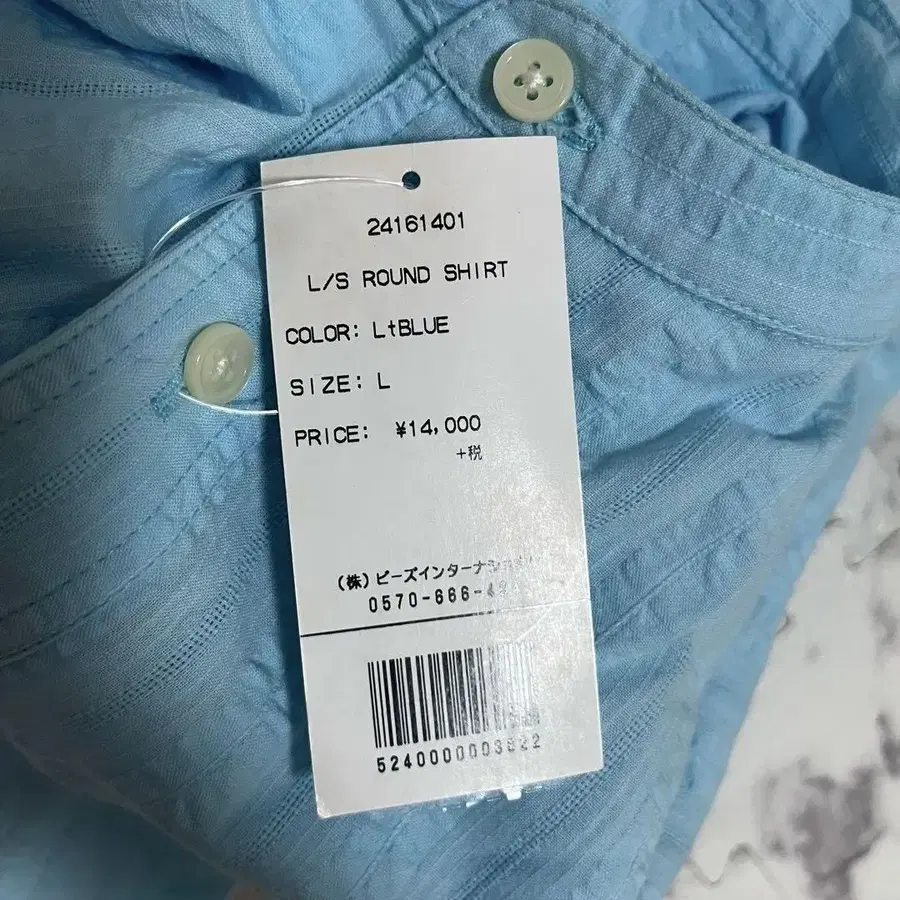 24161401
L/S ROUND SHIRT
COLOR: LtBLUE
SIZE: L
PRICE: ¥14,000
+税
(株)ビーズインターナショナル
0570-666-4
5240000003822